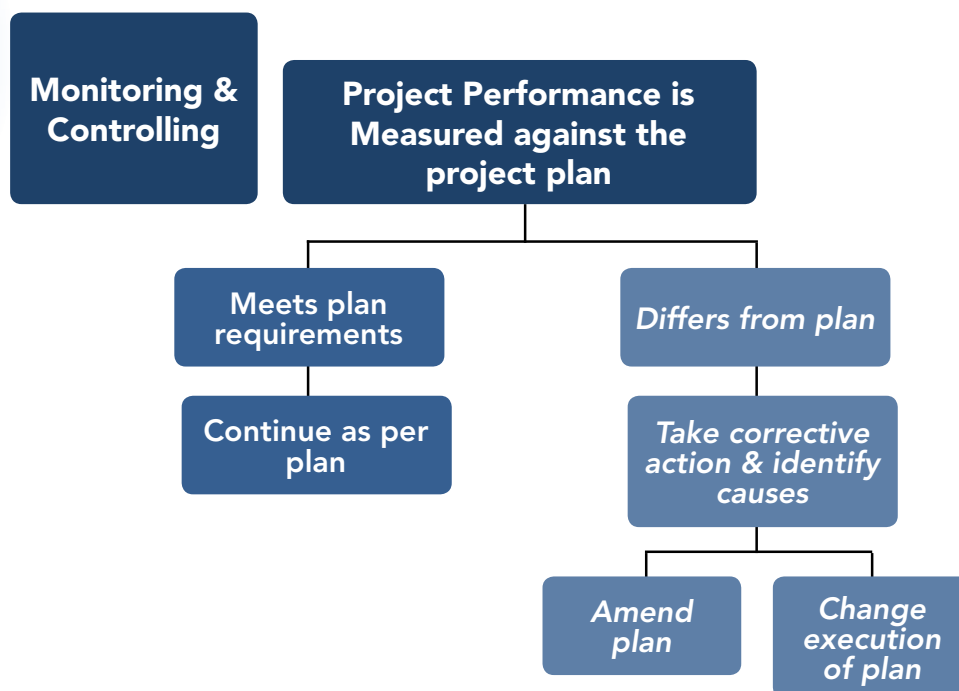 Monitoring &
Controlling
Project Performance is
Measured against the
project plan
Meets plan
requirements
Differs from plan
Continue as per
plan
Take corrective
action & identify
causes
Amend
plan
Change
execution
of plan